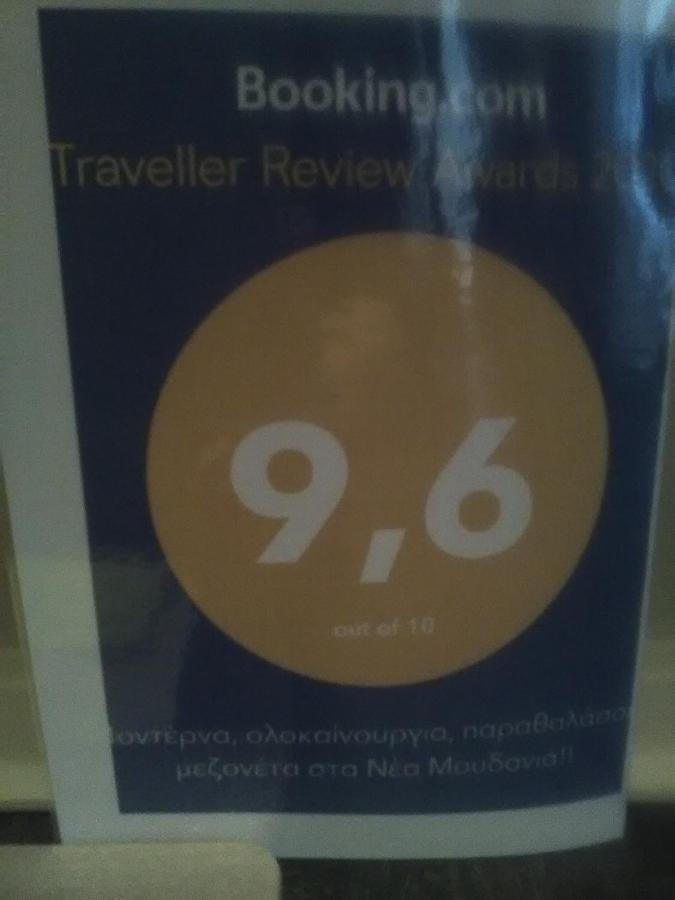 Booking.com
Traveller Review Awards
9,6
out of 10
ολοκαίνουργια,
μεζονέτα στα Νέα Μουδανιά!!